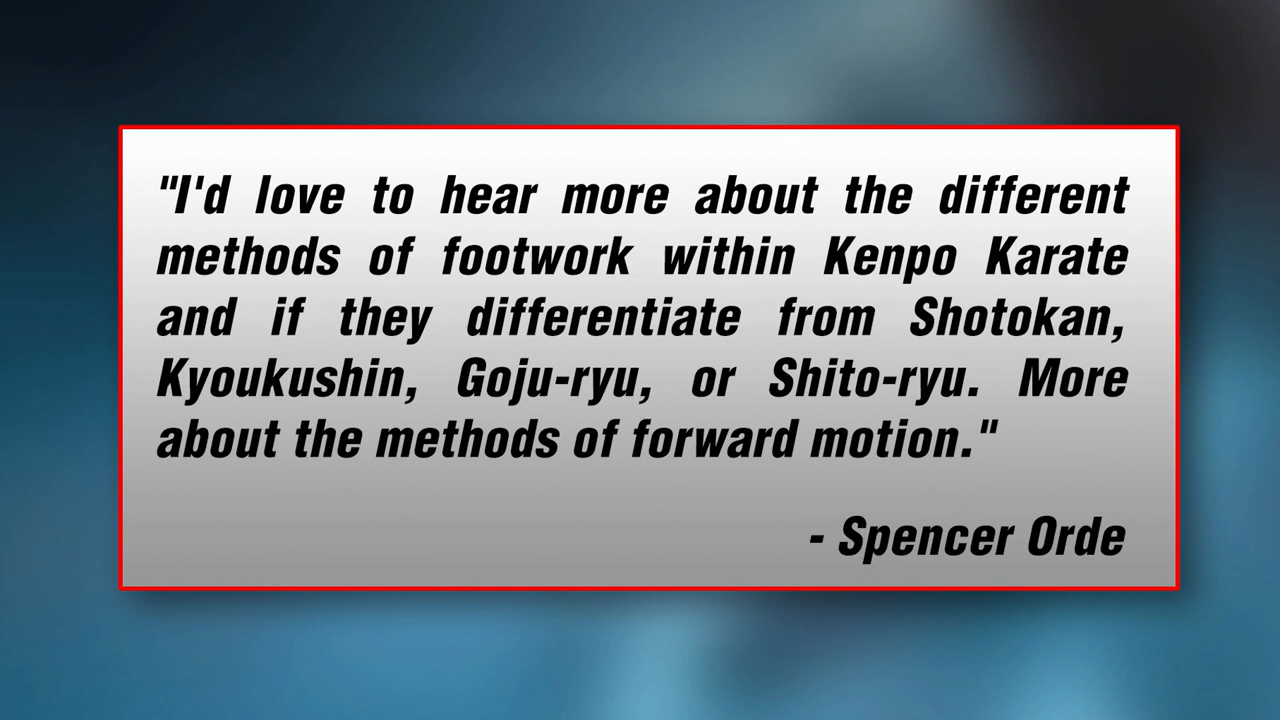 "I'd love to hear more about the different
methods of footwork within Kenpo Karate
and if they differentiate from Shotokan,
Kyoukushin, Goju-ryu, or Shito-ryu. More
about the methods of forward motion."
- Spencer Orde